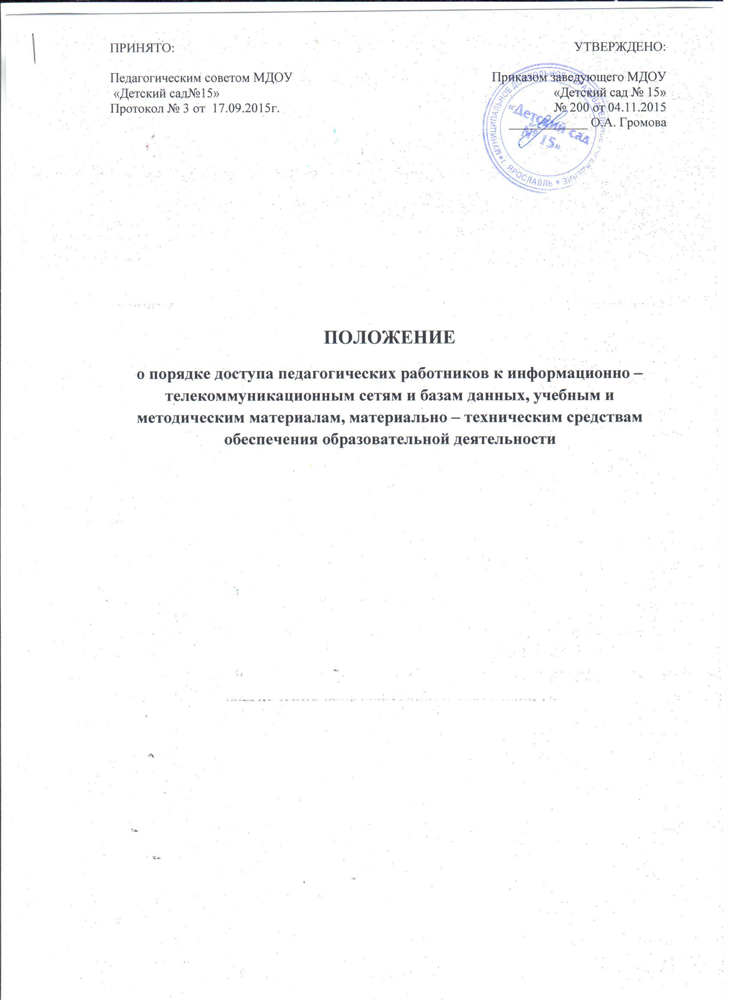 ПРИНЯТО:
Педагогическим советом МДОУ
«Детский сад№15»
Протокол № 3 от 17.09.2015г.
УТВЕРЖДЕНО:
Приказом заведующего МДОУ
«Детский сад № 15»
№ 200 от 04.11.2015
_____________ О.А. Громова
МУНИЦИПАЛЬНОЕ ДОШКОЛЬНОЕ ОБРАЗОВАТЕЛЬНОЕ УЧРЕЖДЕНИЕ * г. ЯРОСЛАВЛЬ *
«Детский сад
№ 15»
ПОЛОЖЕНИЕ
о порядке доступа педагогических работников к информационно –
телекоммуникационным сетям и базам данных, учебным и
методическим материалам, материально – техническим средствам
обеспечения образовательной деятельности